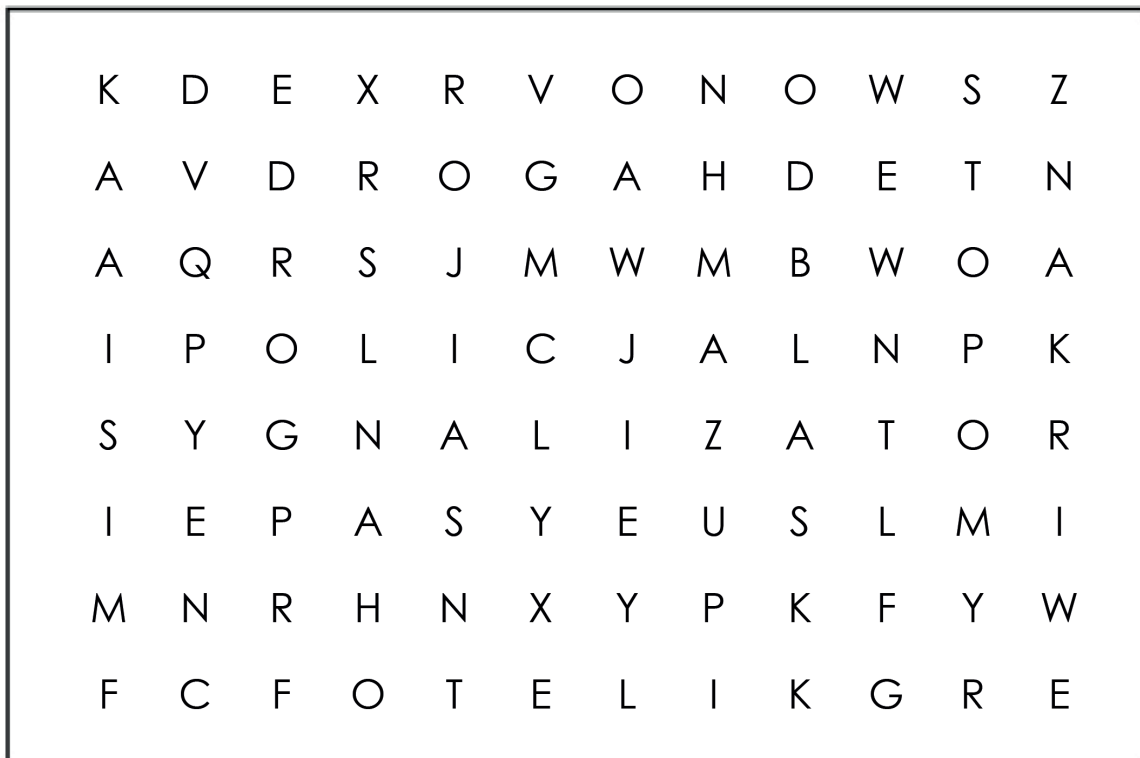 K D E X R V O N O W S Z
A V D R O G A H D E T N
A Q R S J M W M B W O A
I P O L I C J A L N P K
S Y G N A L I Z A T O R
I E P A S Y E U S L M I
M N R H N X Y P K F Y W
F C F O T E L I K G R E